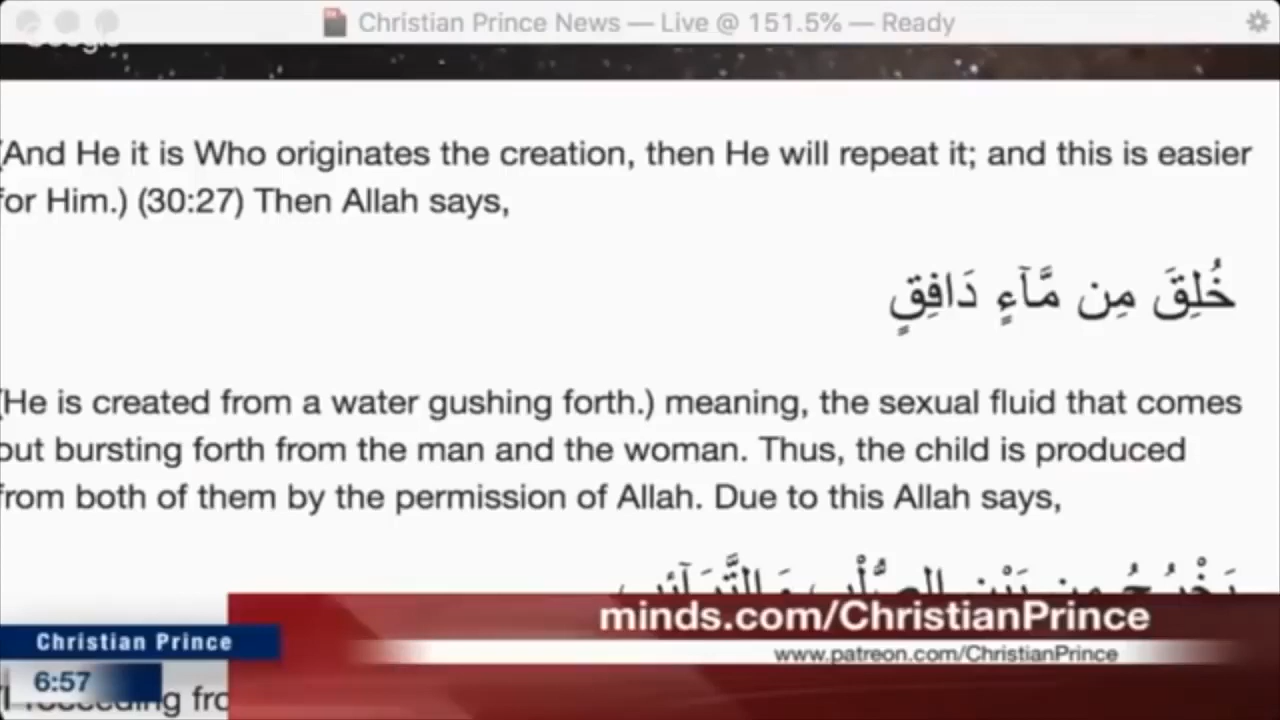 Christian Prince News — Live @ 151.5% — Ready
Google
(And He it is Who originates the creation, then He will repeat it; and this is easier
for Him.) (30:27) Then Allah says,
خُلِقَ مِن مَّآءٍ دَافِقٍ
(He is created from a water gushing forth.) meaning, the sexual fluid that comes
out bursting forth from the man and the woman. Thus, the child is produced
from both of them by the permission of Allah. Due to this Allah says,
يَخْرُجُ مِن بَيْنِ الصُّلْبِ وَالتَّرَآئِبِ
minds.com/ChristianPrince
Christian Prince
www.patreon.com/ChristianPrince
6:57